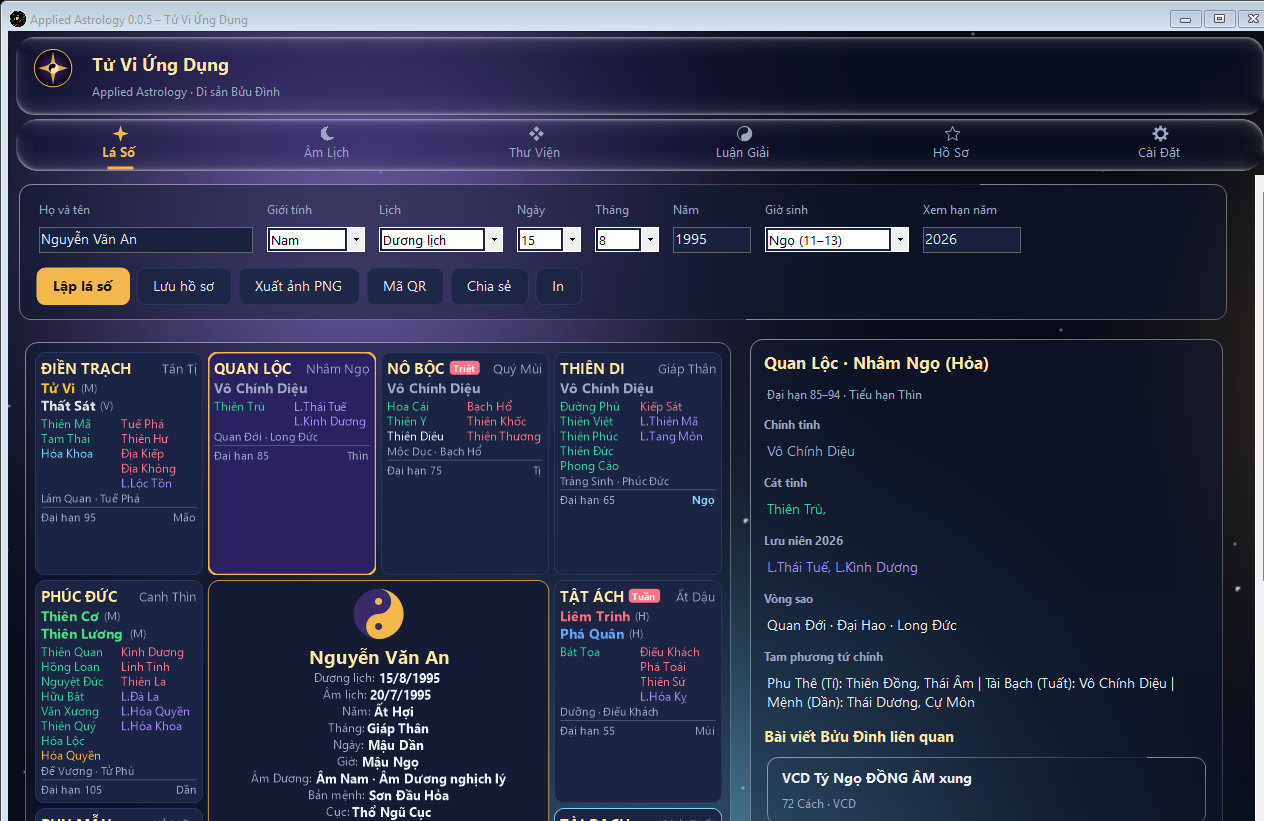 Applied Astrology 0.0.5 – Tử Vi Ứng Dụng
Tử Vi Ứng Dụng
Applied Astrology · Di sản Bửu Đình
Lá Số
Âm Lịch
Thư Viện
Luận Giải
Hồ Sơ
Cài Đặt
Họ và tên
Giới tính
Lịch
Ngày
Tháng
Năm
Giờ sinh
Xem hạn năm
Nguyễn Văn An
Nam
Dương lịch
15
8
1995
Ngọ (11–13)
2026
Lập lá số
Lưu hồ sơ
Xuất ảnh PNG
Mã QR
Chia sẻ
In
ĐIỀN TRẠCH Tân Tị
Tử Vi (M)
Thất Sát (V)
Thiên Mã Tuế Phá
Tam Thai Thiên Hư
Hóa Khoa Địa Kiếp
Địa Không
L.Lộc Tồn
Lâm Quan · Tuế Phá
Đại hạn 95 Mão
QUAN LỘC Nhâm Ngọ
Vô Chính Diệu
Thiên Trù L.Thái Tuế
L.Kình Dương
Quan Đới · Long Đức
Đại hạn 85 Thìn
NÔ BỘC Triệt Quý Mùi
Vô Chính Diệu
Hoa Cái Bạch Hổ
Thiên Y Thiên Khốc
Thiên Diêu Thiên Thương
Mộc Dục · Bạch Hổ
Đại hạn 75 Tị
THIÊN DI Giáp Thân
Vô Chính Diệu
Đường Phù Kiếp Sát
Thiên Việt L.Thiên Mã
Thiên Phúc L.Tang Môn
Thiên Đức
Phong Cáo
Tràng Sinh · Phúc Đức
Đại hạn 65 Ngọ
PHÚC ĐỨC Canh Thìn
Thiên Cơ (M)
Thiên Lương (M)
Thiên Quan Kình Dương
Hồng Loan Linh Tinh
Nguyệt Đức Thiên La
Hữu Bật L.Đà La
Văn Xương L.Hóa Quyền
Thiên Quý L.Hóa Khoa
Hóa Lộc
Hóa Quyền
Đế Vượng · Tử Phù
Đại hạn 105 Dần
Nguyễn Văn An
Dương lịch: 15/8/1995
Âm lịch: 20/7/1995
Năm: Ất Hợi
Tháng: Giáp Thân
Ngày: Mậu Dần
Giờ: Mậu Ngọ
Âm Dương: Âm Nam · Âm Dương nghịch lý
Bản mệnh: Sơn Đầu Hỏa
Cục: Thổ Ngũ Cục
TẬT ÁCH Tuần Ất Dậu
Liêm Trinh (H)
Phá Quân (H)
Bát Tọa Điếu Khách
Phá Toái
Thiên Sứ
L.Hóa Kỵ
Dưỡng · Điếu Khách
Đại hạn 55 Mùi
Quan Lộc · Nhâm Ngọ (Hỏa)
Đại hạn 85–94 · Tiểu hạn Thìn
Chính tinh
Vô Chính Diệu
Cát tinh
Thiên Trù,
Lưu niên 2026
L.Thái Tuế, L.Kình Dương
Vòng sao
Quan Đới · Đại Hao · Long Đức
Tam phương tứ chính
Phu Thê (Tí): Thiên Đồng, Thái Âm | Tài Bạch (Tuất): Vô Chính Diệu |
Mệnh (Dần): Thái Dương, Cự Môn
Bài viết Bửu Đình liên quan
VCD Tý Ngọ ĐỒNG ÂM xung
72 Cách · VCD